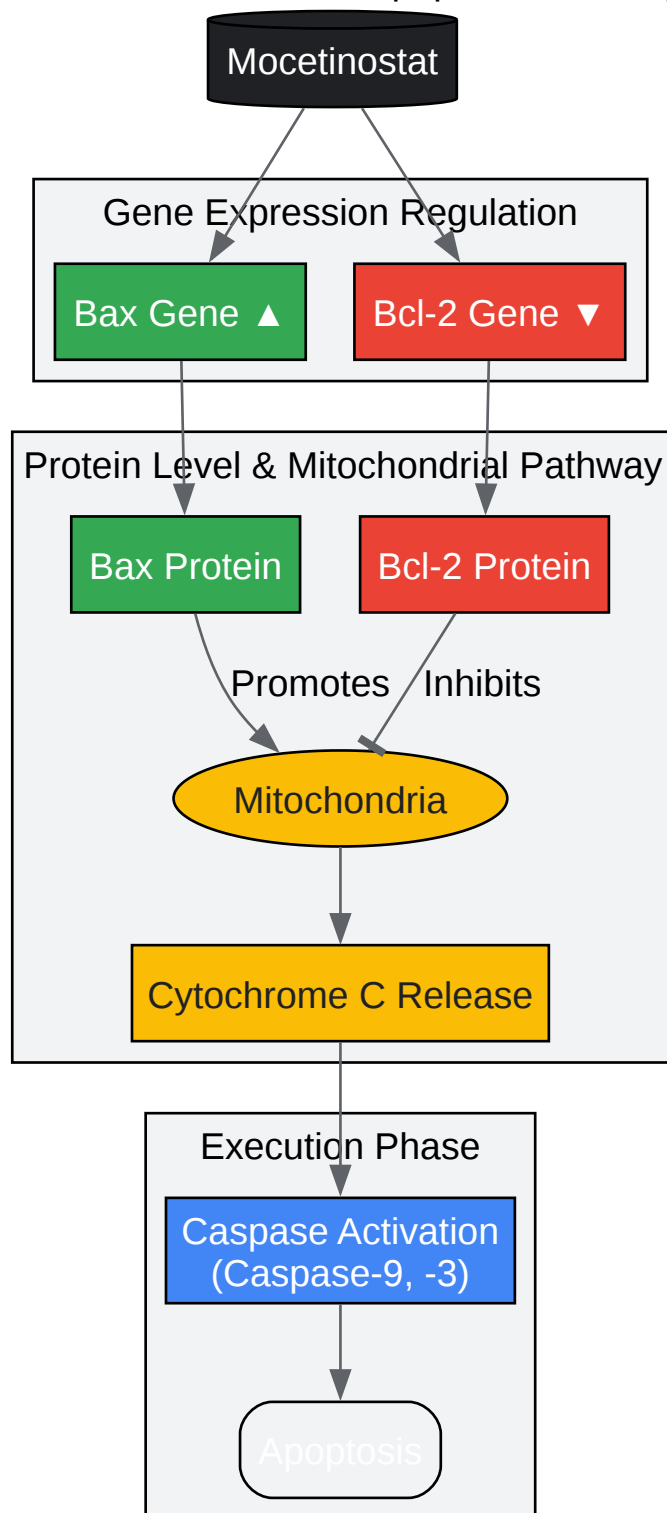 Mocetinostat
Gene Expression Regulation
Bax Gene ▲
Bcl-2 Gene ▼
Protein Level & Mitochondrial Pathway
Bax Protein
Bcl-2 Protein
Promotes
Inhibits
Mitochondria
Cytochrome C Release
Execution Phase
Caspase Activation
(Caspase-9, -3)
Apoptosis